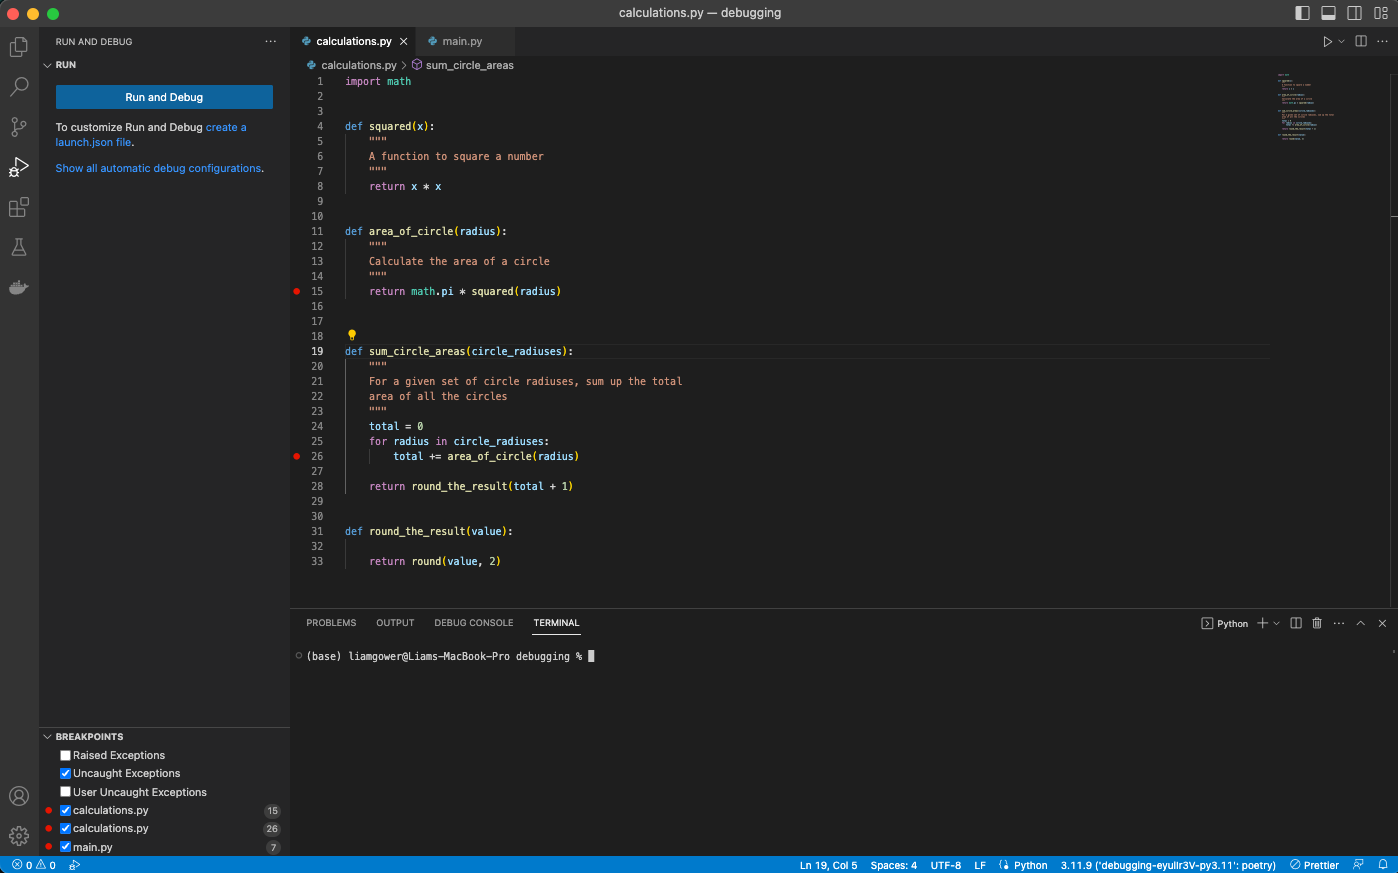 calculations.py — debugging
RUN AND DEBUG
RUN
Run and Debug
To customize Run and Debug create a
launch.json file.
Show all automatic debug configurations.
calculations.py
main.py
calculations.py > sum_circle_areas
1 import math
2
3
4 def squared(x):
5 """
6 A function to square a number
7 """
8 return x * x
9
10
11 def area_of_circle(radius):
12 """
13 Calculate the area of a circle
14 """
15 return math.pi * squared(radius)
16
17
18
19 def sum_circle_areas(circle_radiuses):
20 """
21 For a given set of circle radiuses, sum up the total
22 area of all the circles
23 """
24 total = 0
25 for radius in circle_radiuses:
26 total += area_of_circle(radius)
27
28 return round_the_result(total + 1)
29
30
31 def round_the_result(value):
32
33 return round(value, 2)
PROBLEMS OUTPUT DEBUG CONSOLE TERMINAL
Python
(base) liamgower@Liams-MacBook-Pro debugging %
BREAKPOINTS
Raised Exceptions
Uncaught Exceptions
User Uncaught Exceptions
calculations.py 15
calculations.py 26
main.py 7
0 0
Ln 19, Col 5 Spaces: 4 UTF-8 LF Python 3.11.9 ('debugging-eyuIIr3V-py3.11': poetry) Prettier